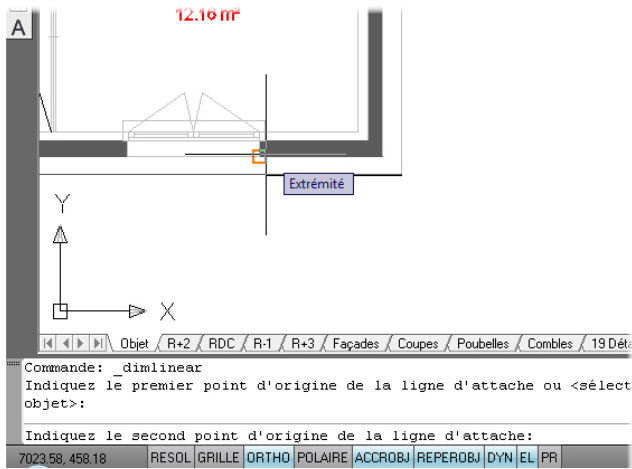 12.16 m²
A
Extrémité
Y
X
Objet / R+2 / RDC / R-1 / R+3 / Façades / Coupes / Poubelles / Combles / 19 Déta
Commande: _dimlinear
Indiquez le premier point d'origine de la ligne d'attache ou <sélect
objet>:
Indiquez le second point d'origine de la ligne d'attache:
7023.58, 458.18 RESOL GRILLE ORTHO POLAIRE ACCROBJ REPEROBJ DYN EL PR